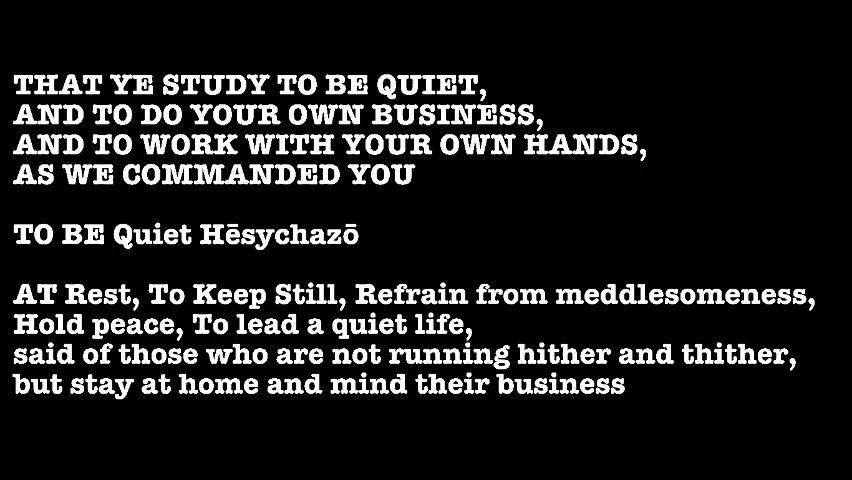 THAT YE STUDY TO BE QUIET,
AND TO DO YOUR OWN BUSINESS,
AND TO WORK WITH YOUR OWN HANDS,
AS WE COMMANDED YOU
TO BE Quiet Hēsychazō
AT Rest, To Keep Still, Refrain from meddlesomeness,
Hold peace, To lead a quiet life,
said of those who are not running hither and thither,
but stay at home and mind their business